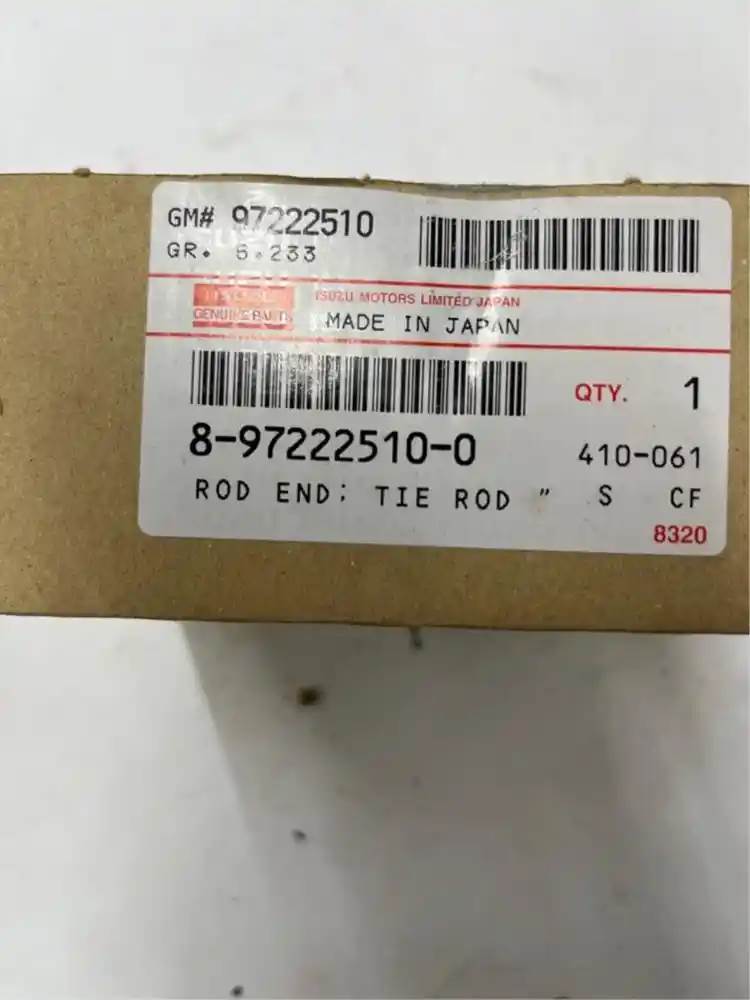 GM# 97222510
GR. 6.233
ISUZU MOTORS LIMITED JAPAN
GENUINE PARTS
MADE IN JAPAN
QTY. 1
8-97222510-0 410-061
ROD END; TIE ROD " S CF
8320